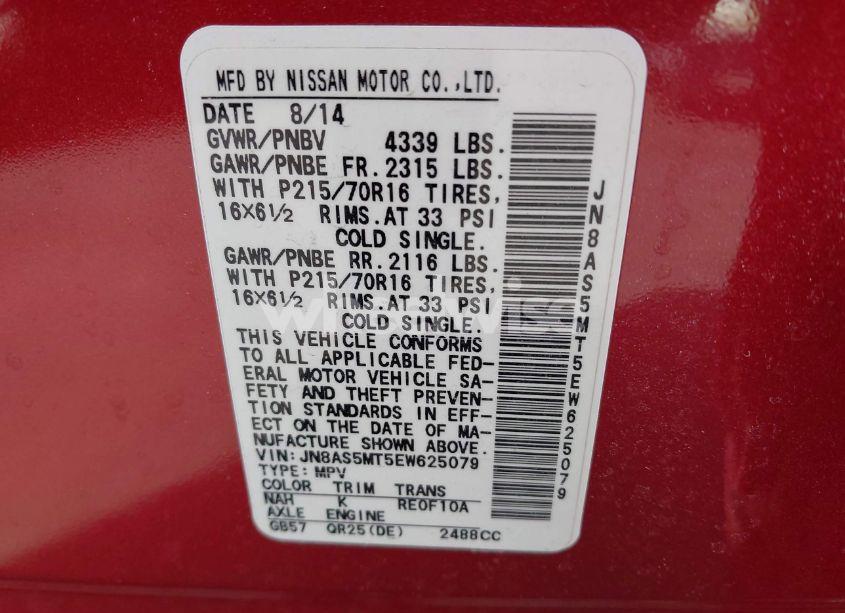 MFD BY NISSAN MOTOR CO.,LTD.
DATE 8/14
GVWR/PNBV 4339 LBS.
GAWR/PNBE FR.2315 LBS.
WITH P215/70R16 TIRES,
16X6½ RIMS.AT 33 PSI
COLD SINGLE.
GAWR/PNBE RR.2116 LBS.
WITH P215/70R16 TIRES,
16X6½ RIMS.AT 33 PSI
COLD SINGLE.
THIS VEHICLE CONFORMS
TO ALL APPLICABLE FED-
ERAL MOTOR VEHICLE SA-
FETY AND THEFT PREVEN-
TION STANDARDS IN EFF-
ECT ON THE DATE OF MA-
NUFACTURE SHOWN ABOVE.
VIN:JN8AS5MT5EW625079
TYPE:MPV
COLOR TRIM TRANS
NAH K RE0F10A
AXLE ENGINE
GB57 QR25(DE) 2488CC
JN8AS5MT5EW625079